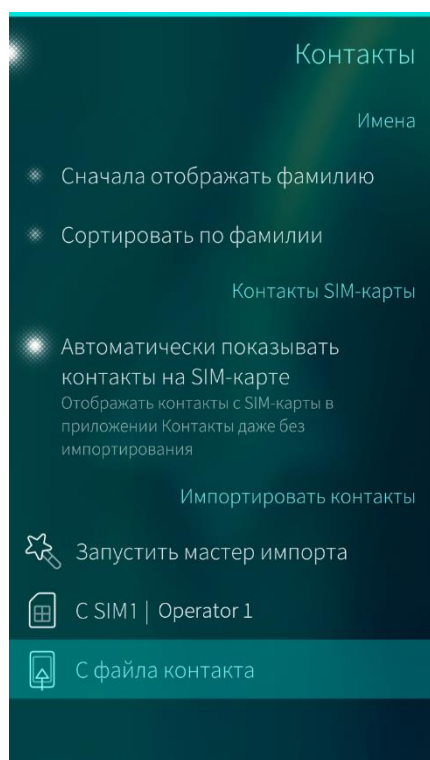 Контакты
Имена
Сначала отображать фамилию
Сортировать по фамилии
Контакты SIM-карты
Автоматически показывать
контакты на SIM-карте
Отображать контакты с SIM-карты в
приложении Контакты даже без
импортирования
Импортировать контакты
Запустить мастер импорта
С SIM1 | Operator 1
С файла контакта